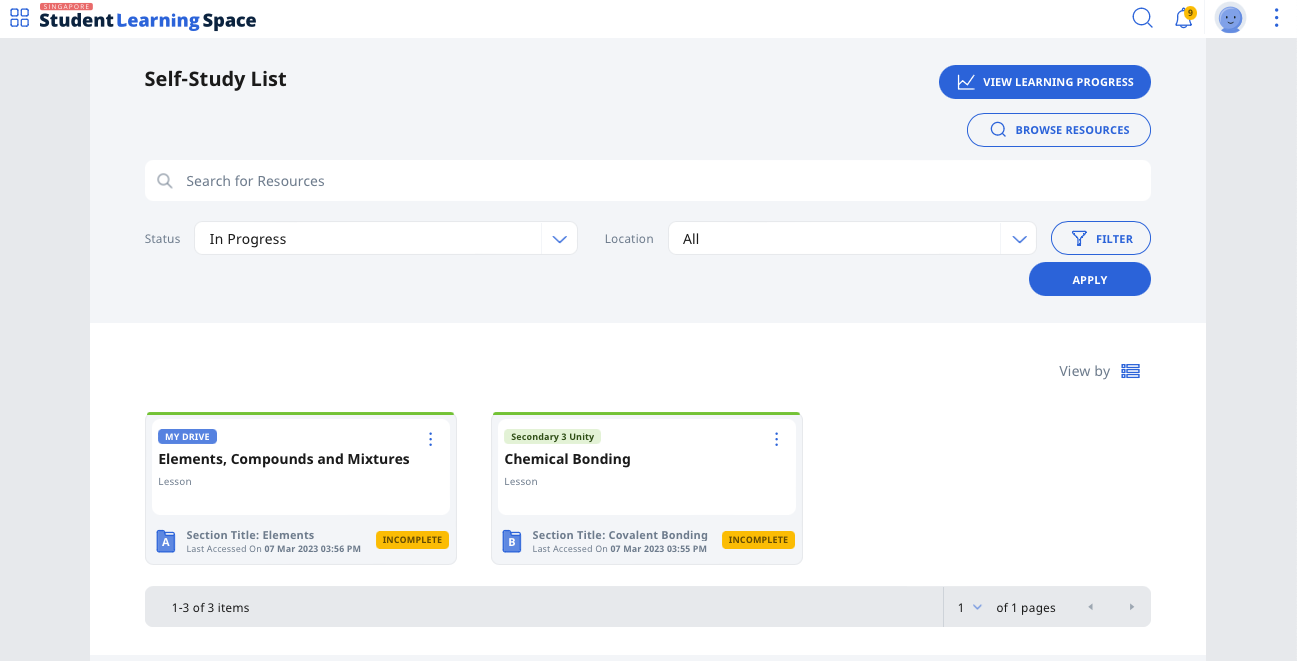 SINGAPORE
Student Learning Space
9
Self-Study List
VIEW LEARNING PROGRESS
BROWSE RESOURCES
Search for Resources
Status
In Progress
Location
All
FILTER
APPLY
View by
MY DRIVE
Elements, Compounds and Mixtures
Lesson
A
Section Title: Elements
Last Accessed On 07 Mar 2023 03:56 PM
INCOMPLETE
Secondary 3 Unity
Chemical Bonding
Lesson
B
Section Title: Covalent Bonding
Last Accessed On 07 Mar 2023 03:55 PM
INCOMPLETE
1-3 of 3 items
1
of 1 pages